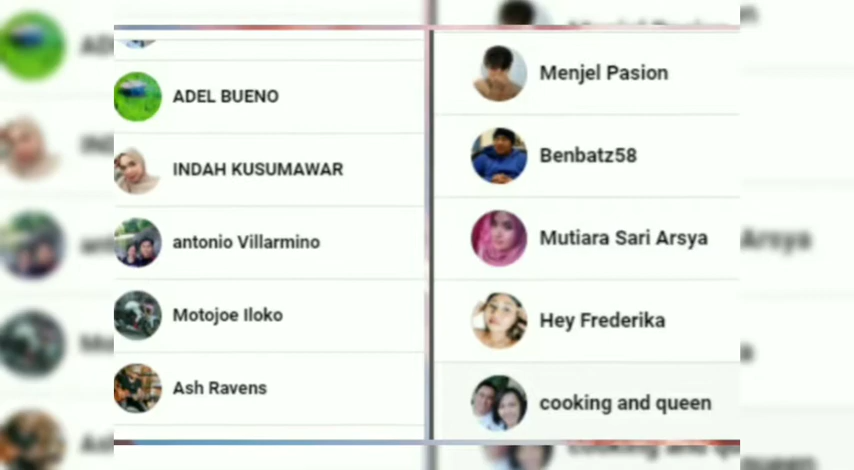 ADEL BUENO
INDAH KUSUMAWAR
antonio Villarmino
Motojoe Iloko
Ash Ravens
Menjel Pasion
Benbatz58
Mutiara Sari Arsya
Hey Frederika
cooking and queen